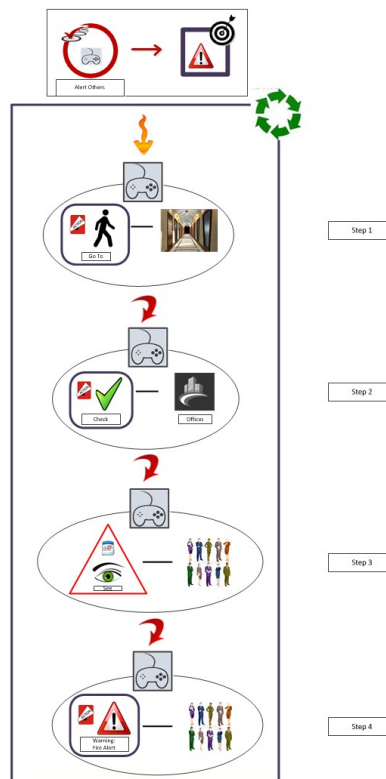 Alert Others
Go To
Step 1
Check
Offices
Step 2
See
Step 3
Warning:
Fire Alert
Step 4